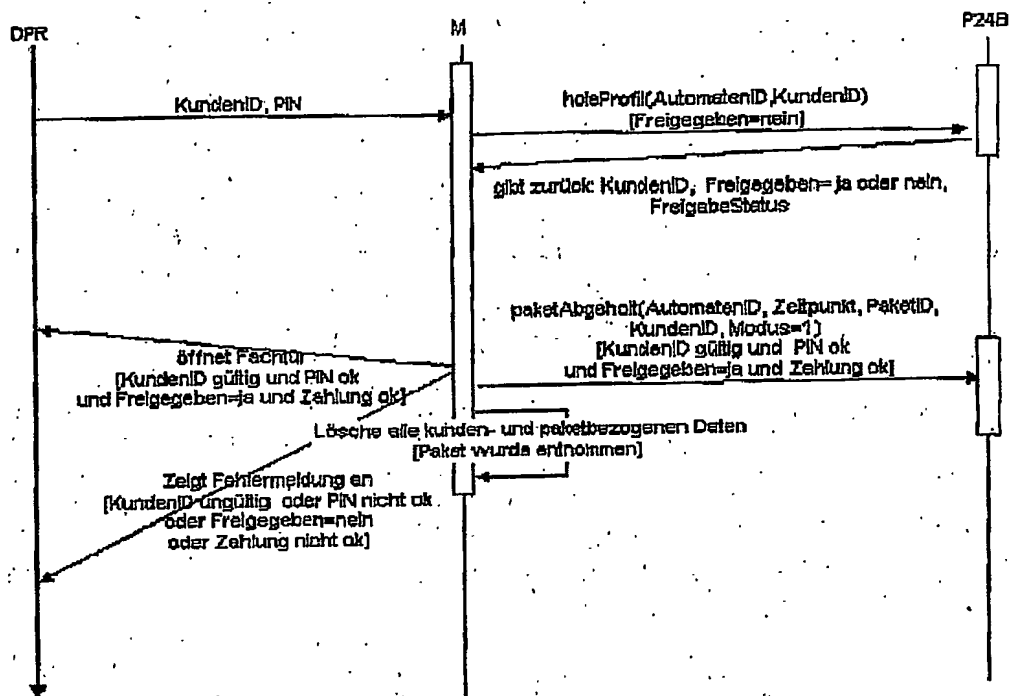 DPR
M
P24B
KundenID, PIN
holeProfil(AutomatenID,KundenID)
[Freigegeben=nein]
gibt zurück: KundenID, Freigegeben= ja oder nein,
FreigabeStatus
paketAbgeholt(AutomatenID, Zeitpunkt, PaketID,
KundenID, Modus=1)
[KundenID gültig und PIN ok
und Freigegeben=ja und Zahlung ok]
öffnet Fachtür
[KundenID gültig und PIN ok
und Freigegeben=ja und Zahlung ok]
Lösche alle kunden- und paketbezogenen Daten
[Paket wurde entnommen]
Zeigt Fehlermeldung an
[KundenID ungültig oder PIN nicht ok
oder Freigegeben=nein
oder Zahlung nicht ok]